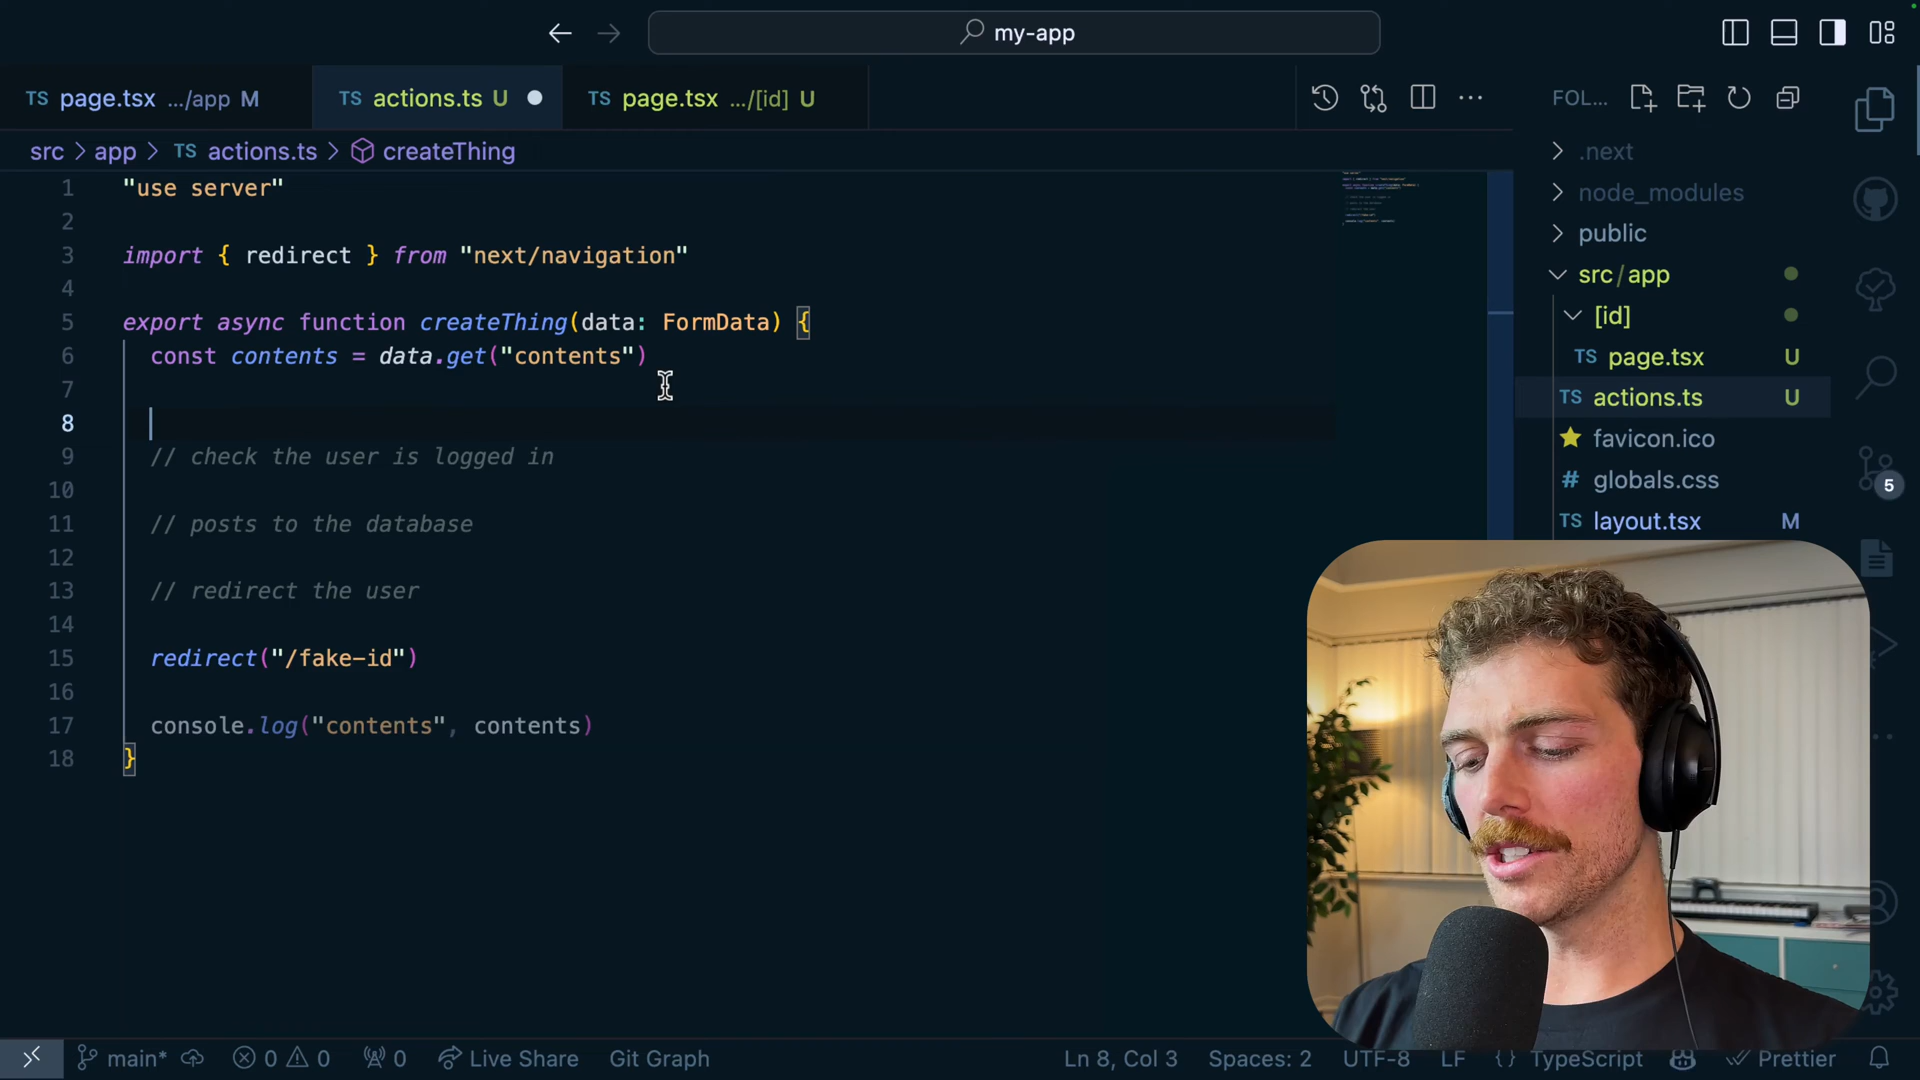 my-app
TS page.tsx .../app M
TS actions.ts U
TS page.tsx .../[id] U
FOL...
src > app > TS actions.ts > createThing
1 "use server"
2
3 import { redirect } from "next/navigation"
4
5 export async function createThing(data: FormData) {
6 const contents = data.get("contents")
7
8
9 // check the user is logged in
10
11 // posts to the database
12
13 // redirect the user
14
15 redirect("/fake-id")
16
17 console.log("contents", contents)
18 }
.next
node_modules
public
src/app
[id]
TS page.tsx U
TS actions.ts U
favicon.ico
# globals.css
TS layout.tsx M
5
main* 0 0 0 Live Share Git Graph Ln 8, Col 3 Spaces: 2 UTF-8 LF {} TypeScript Prettier